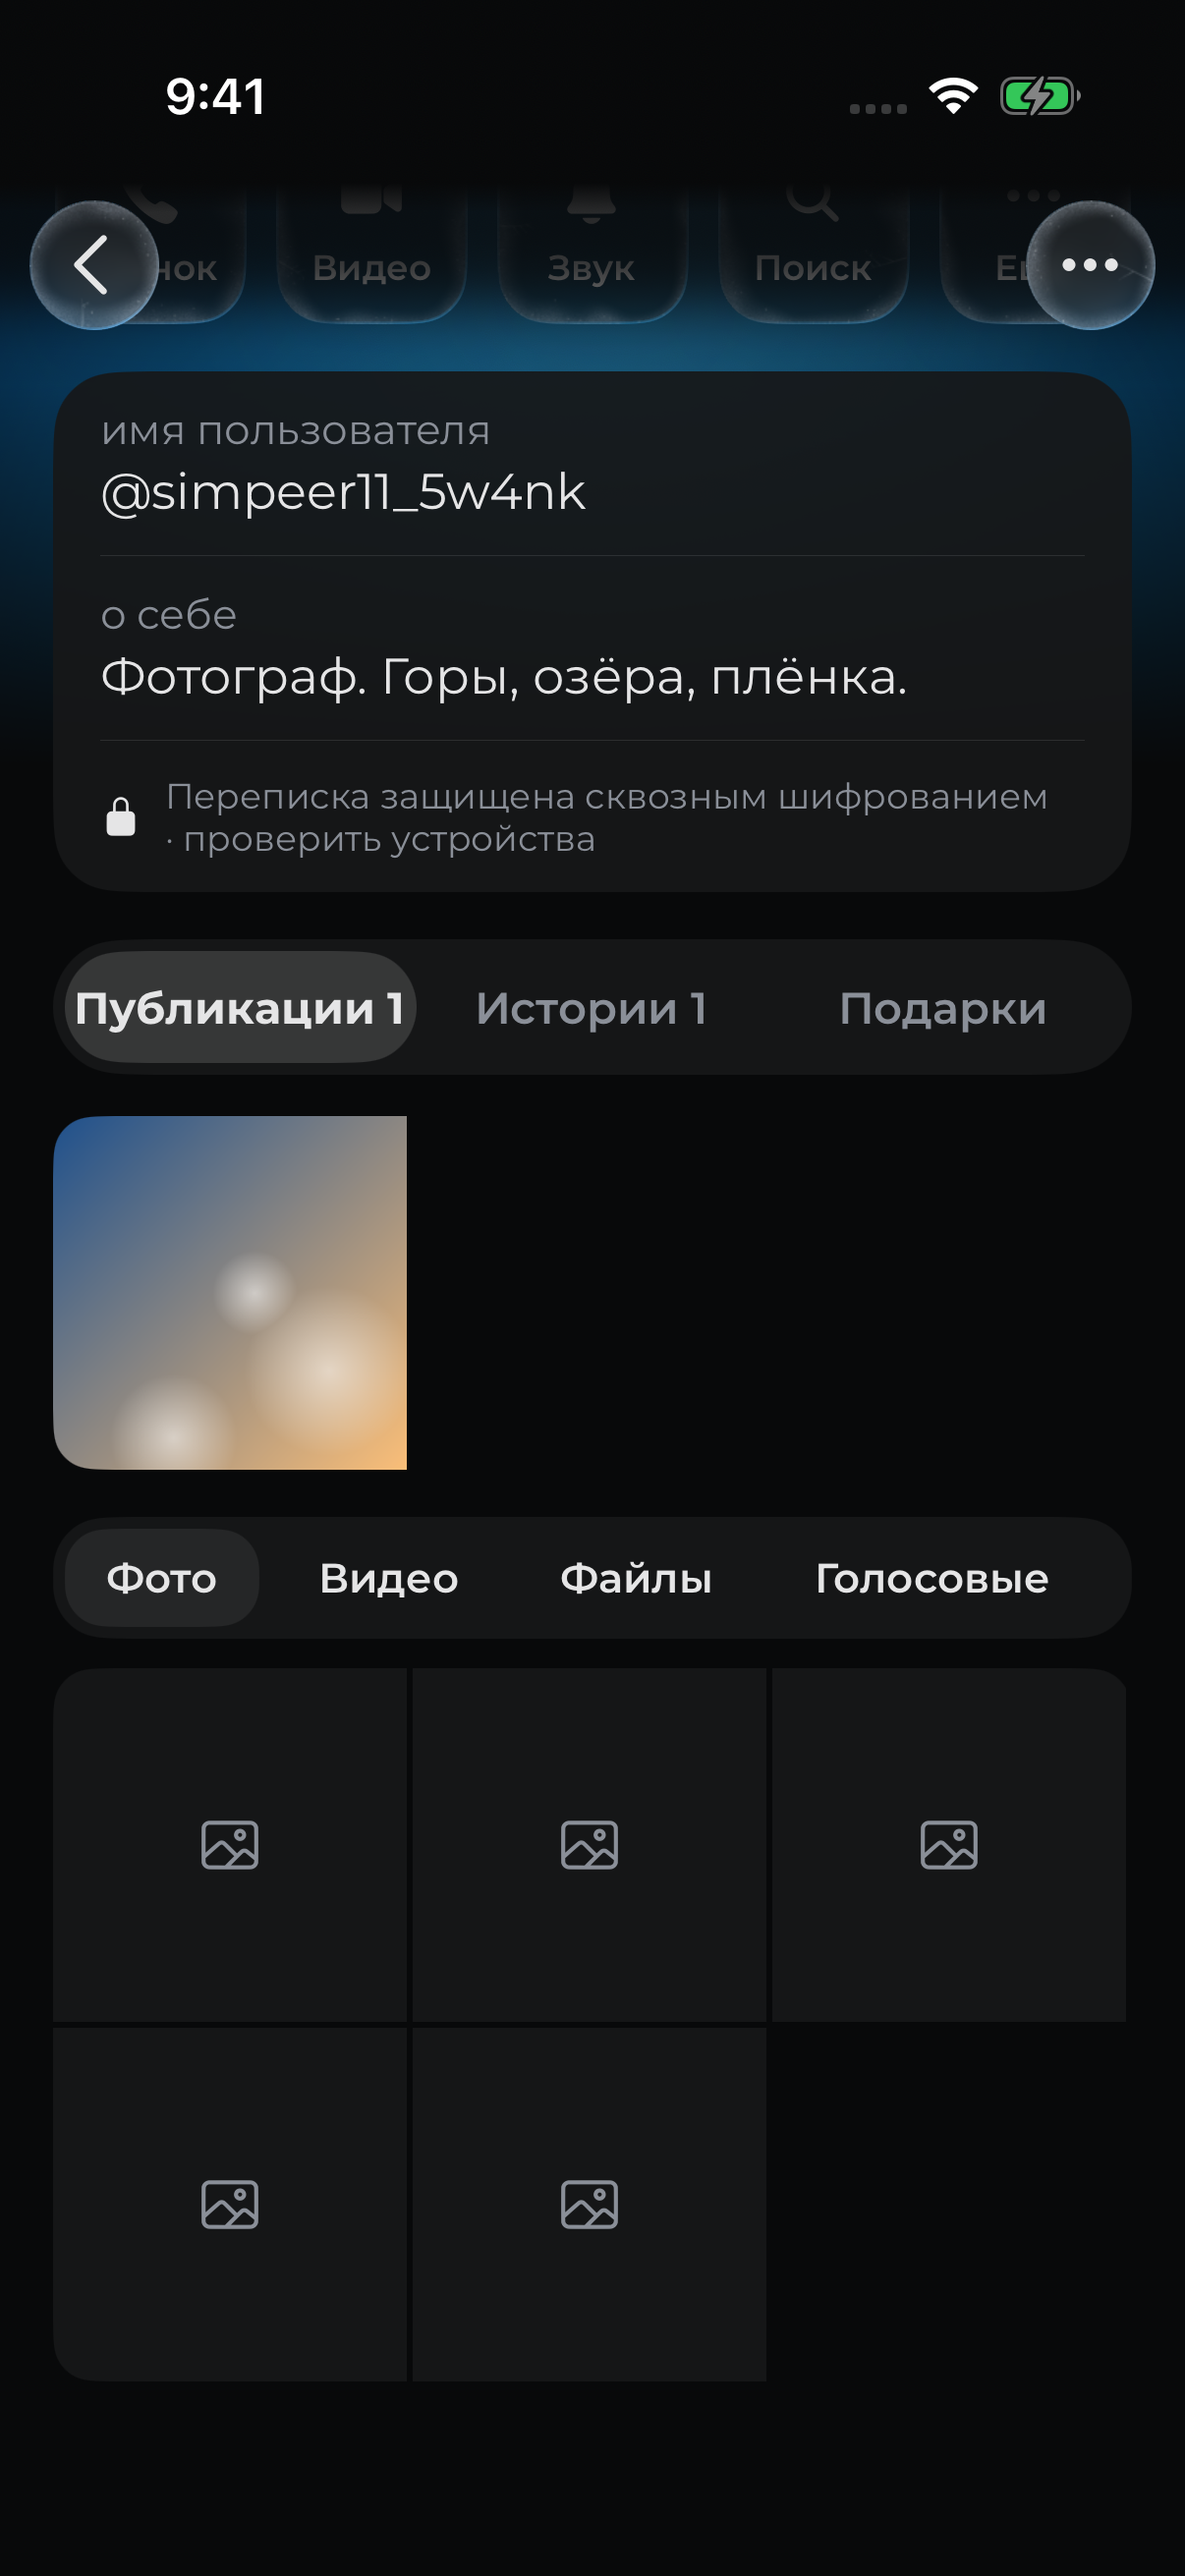 9:41
Видео
Звук
Поиск
имя пользователя
@simpeer11_5w4nk
о себе
Фотограф. Горы, озёра, плёнка.
Переписка защищена сквозным шифрованием
· проверить устройства
Публикации 1
Истории 1
Подарки
Фото
Видео
Файлы
Голосовые